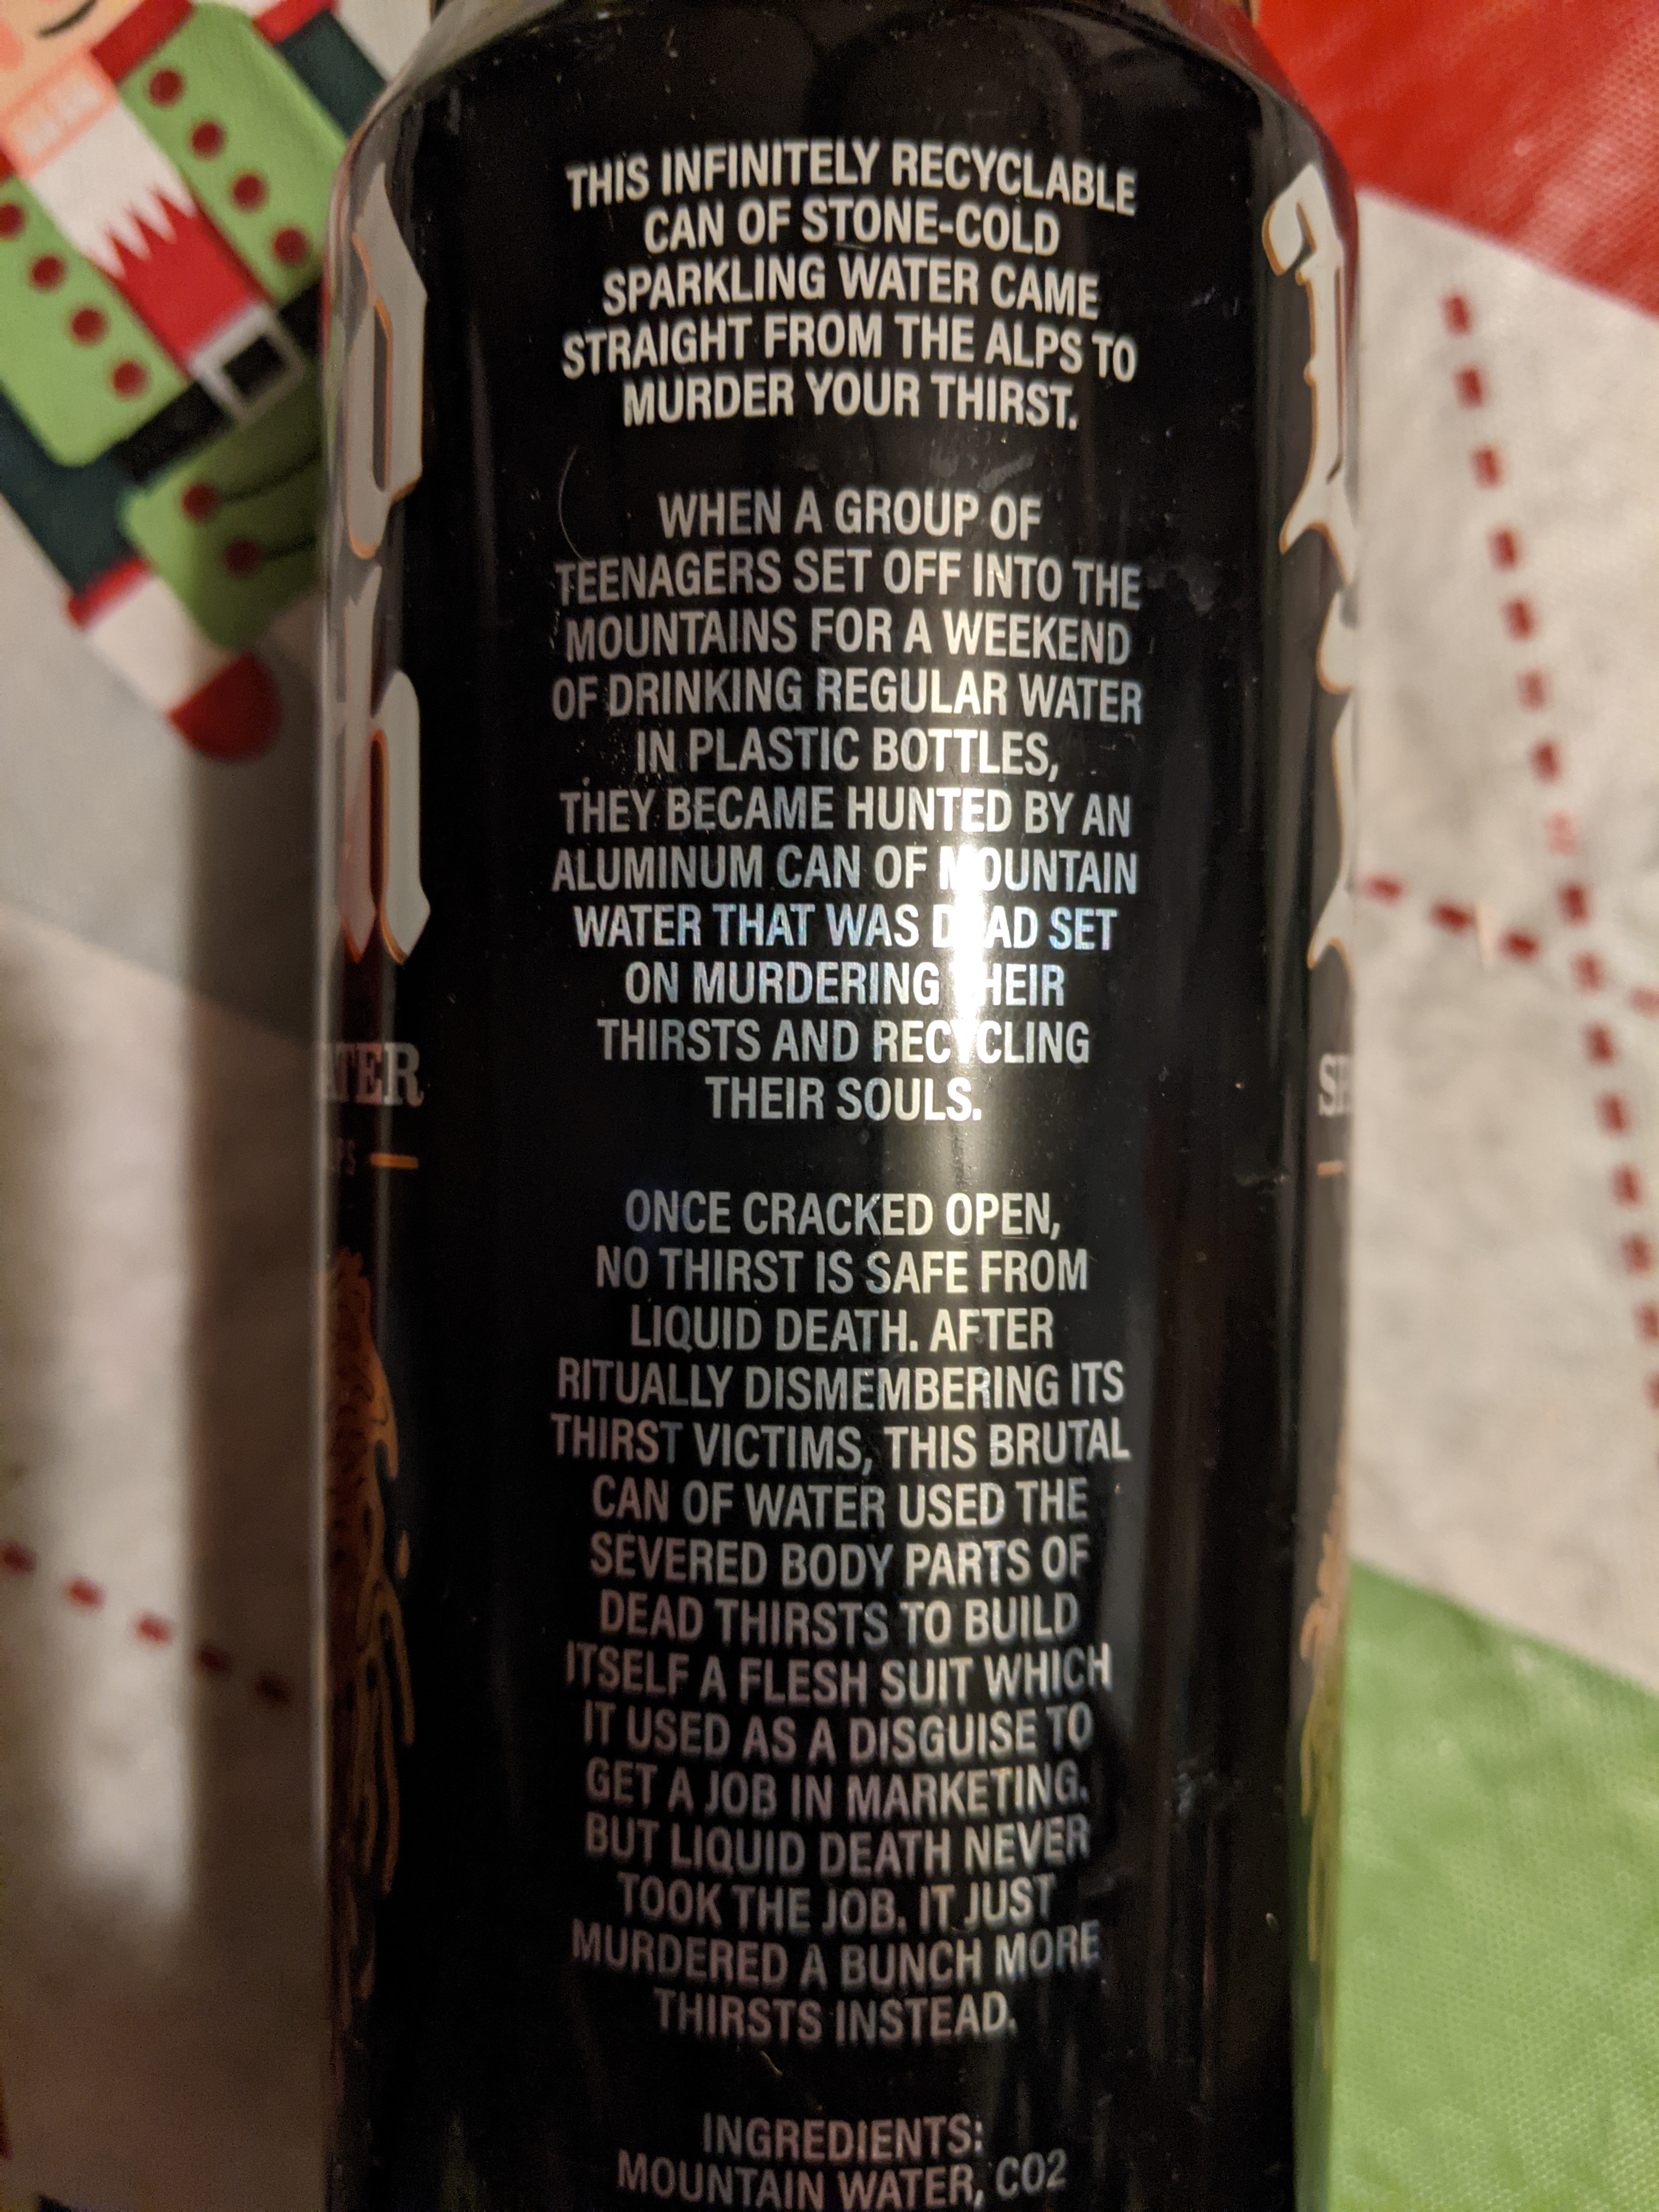 THIS INFINITELY RECYCLABLE
CAN OF STONE-COLD
SPARKLING WATER CAME
STRAIGHT FROM THE ALPS TO
MURDER YOUR THIRST.
WHEN A GROUP OF
TEENAGERS SET OFF INTO THE
MOUNTAINS FOR A WEEKEND
OF DRINKING REGULAR WATER
IN PLASTIC BOTTLES,
THEY BECAME HUNTED BY AN
ALUMINUM CAN OF MOUNTAIN
WATER THAT WAS DEAD SET
ON MURDERING THEIR
THIRSTS AND RECYCLING
THEIR SOULS.
ONCE CRACKED OPEN,
NO THIRST IS SAFE FROM
LIQUID DEATH. AFTER
RITUALLY DISMEMBERING ITS
THIRST VICTIMS, THIS BRUTAL
CAN OF WATER USED THE
SEVERED BODY PARTS OF
DEAD THIRSTS TO BUILD
ITSELF A FLESH SUIT WHICH
IT USED AS A DISGUISE TO
GET A JOB IN MARKETING.
BUT LIQUID DEATH NEVER
TOOK THE JOB. IT JUST
MURDERED A BUNCH MORE
THIRSTS INSTEAD.
INGREDIENTS:
MOUNTAIN WATER, CO2